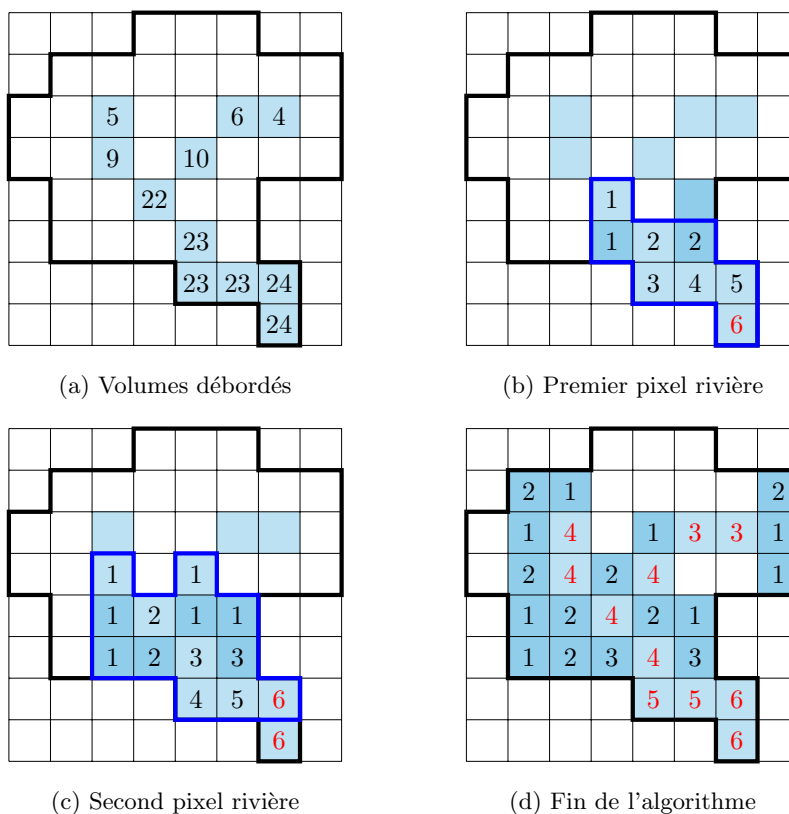 5 6 4
9 10
22
23
23 23 24
24
(a) Volumes débordés
1
1 2 2
3 4 5
6
(b) Premier pixel rivière
1 1
1 2 1 1
1 2 3 3
4 5 6
6
(c) Second pixel rivière
2 1 2
1 4 1 3 3 1
2 4 2 4 1
1 2 4 2 1
1 2 3 4 3
5 5 6
6
(d) Fin de l'algorithme